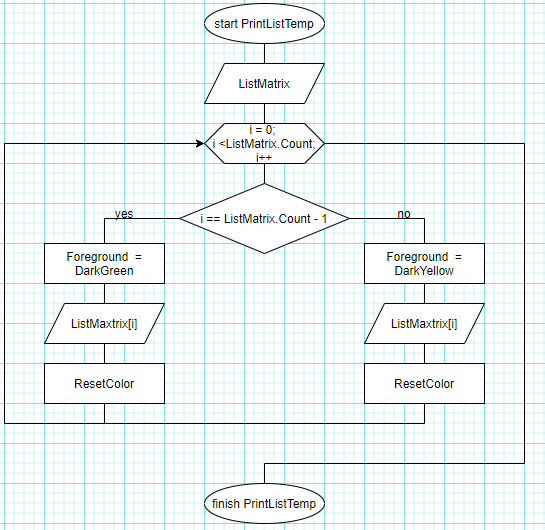 start PrintListTemp
ListMatrix
i = 0;
i <ListMatrix.Count;
i++
i == ListMatrix.Count - 1
yes
no
Foreground =
DarkGreen
Foreground =
DarkYellow
ListMaxtrix[i]
ListMaxtrix[i]
ResetColor
ResetColor
finish PrintListTemp